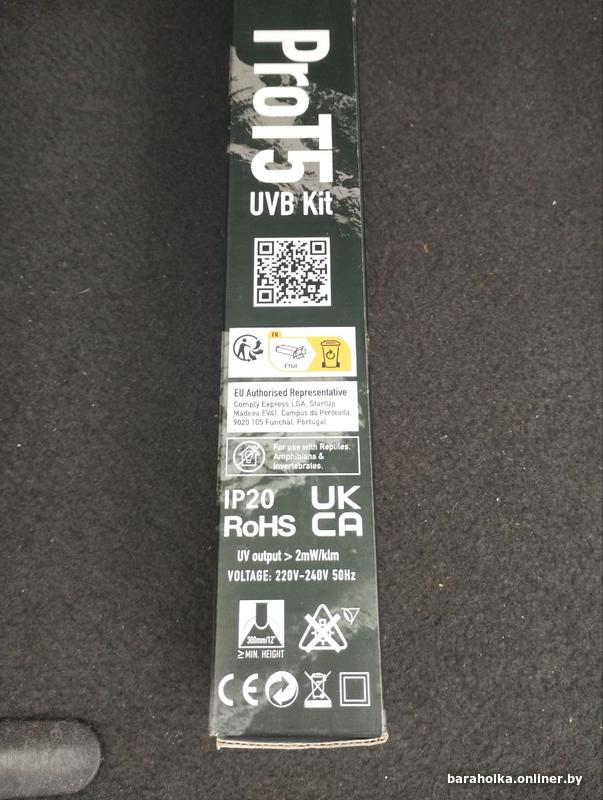 ProT5
UVB Kit
FR
ÉTUI
EU Authorised Representative
Comply Express LDA, StartUp
Madeira EV41, Campus da Penteada,
9020 105 Funchal, Portugal
For use with Reptiles.
Amphibians &
Invertebrates.
IP20
RoHS
UK
CA
UV output > 2mW/klm
VOLTAGE: 220V-240V 50Hz
300mm/12"
≥ MIN. HEIGHT
CE
baraholka.onliner.by